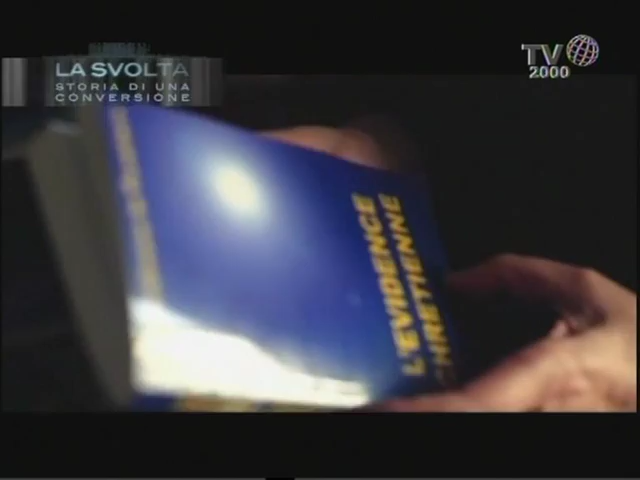 LA SVOLTA
STORIA DI UNA
CONVERSIONE
TV
2000
L'EVIDENCE
CHRETIENNE